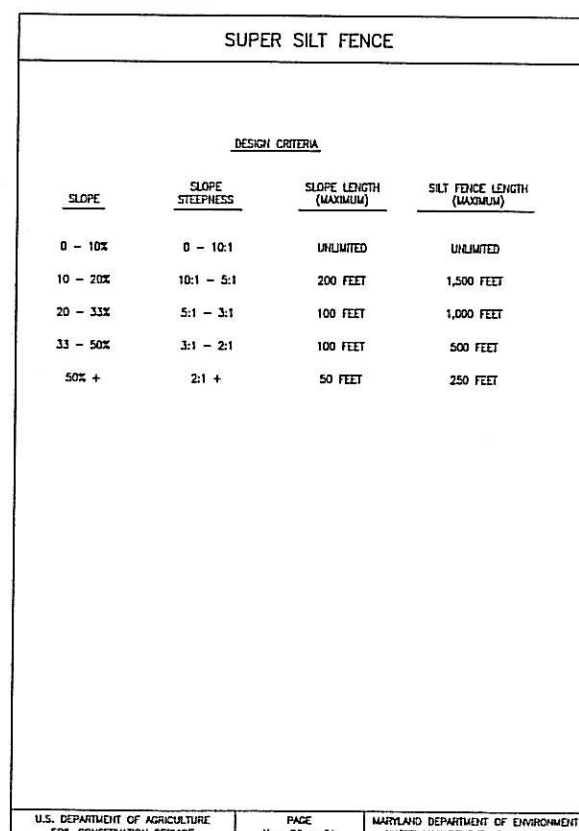 SUPER SILT FENCE
DESIGN CRITERIA
SLOPE SLOPE STEEPNESS SLOPE LENGTH (MAXIMUM) SILT FENCE LENGTH (MAXIMUM)
0 – 10% 0 – 10:1 UNLIMITED UNLIMITED
10 – 20% 10:1 – 5:1 200 FEET 1,500 FEET
20 – 33% 5:1 – 3:1 100 FEET 1,000 FEET
33 – 50% 3:1 – 2:1 100 FEET 500 FEET
50% + 2:1 + 50 FEET 250 FEET
U.S. DEPARTMENT OF AGRICULTURE PAGE MARYLAND DEPARTMENT OF ENVIRONMENT